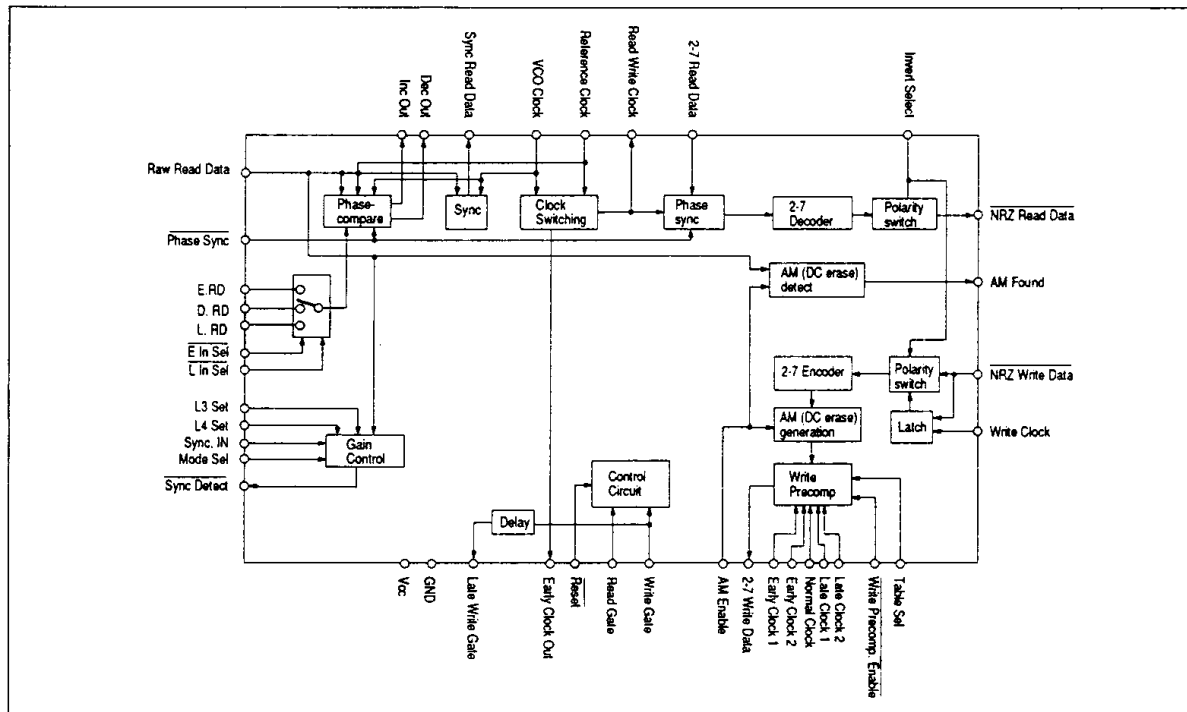 Inc Out
Dec Out
Sync Read Data
VCO Clock
Reference Clock
Read Write Clock
2-7 Read Data
Invert Select
Raw Read Data
Phase-
compare
Sync
Clock
Switching
Phase
sync
2-7
Decoder
Polarity
switch
NRZ Read Data
Phase Sync
AM (DC erase)
detect
AM Found
E.RD
D. RD
L. RD
E In Sel
L In Sel
2-7 Encoder
Polarity
switch
NRZ Write Data
L3 Set
L4 Set
Sync. IN
Mode Sel
Gain
Control
Sync Detect
AM (DC erase)
generation
Latch
Write Clock
Control
Circuit
Write
Precomp
Delay
Vcc
GND
Late Write Gate
Early Clock Out
Reset
Read Gate
Write Gate
AM Enable
2-7 Write Data
Early Clock 1
Early Clock 2
Normal Clock
Late Clock 1
Late Clock 2
Write Precomp. Enable
Table Sel